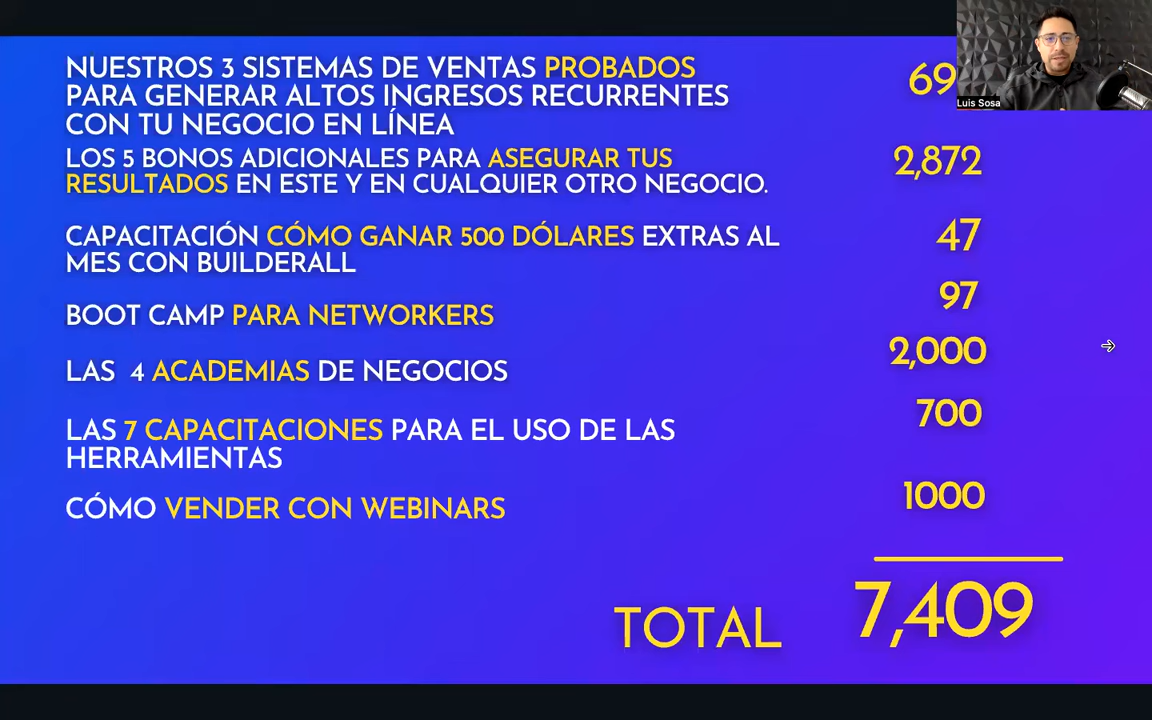 NUESTROS 3 SISTEMAS DE VENTAS PROBADOS
PARA GENERAR ALTOS INGRESOS RECURRENTES
CON TU NEGOCIO EN LÍNEA
69
Luis Sosa
LOS 5 BONOS ADICIONALES PARA ASEGURAR TUS
RESULTADOS EN ESTE Y EN CUALQUIER OTRO NEGOCIO.
2,872
CAPACITACIÓN CÓMO GANAR 500 DÓLARES EXTRAS AL
MES CON BUILDERALL
47
BOOT CAMP PARA NETWORKERS
97
LAS 4 ACADEMIAS DE NEGOCIOS
2,000
LAS 7 CAPACITACIONES PARA EL USO DE LAS
HERRAMIENTAS
700
CÓMO VENDER CON WEBINARS
1000
TOTAL 7,409